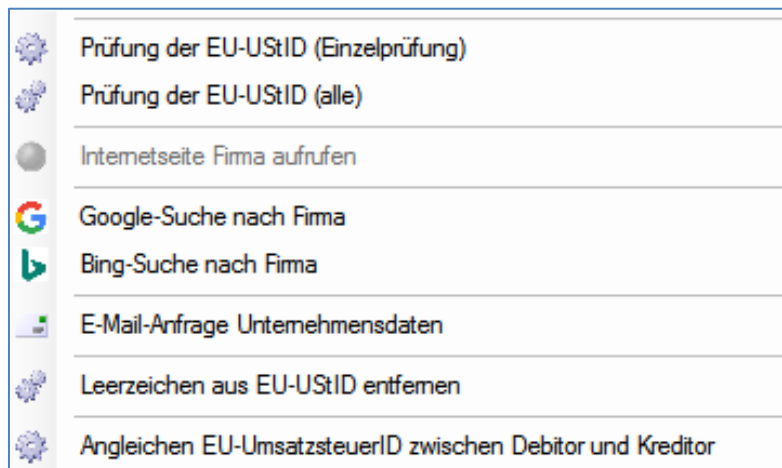 Prüfung der EU-UStID (Einzelprüfung)
Prüfung der EU-UStID (alle)
Internetseite Firma aufrufen
Google-Suche nach Firma
Bing-Suche nach Firma
E-Mail-Anfrage Unternehmensdaten
Leerzeichen aus EU-UStID entfernen
Angleichen EU-UmsatzsteuerID zwischen Debitor und Kreditor